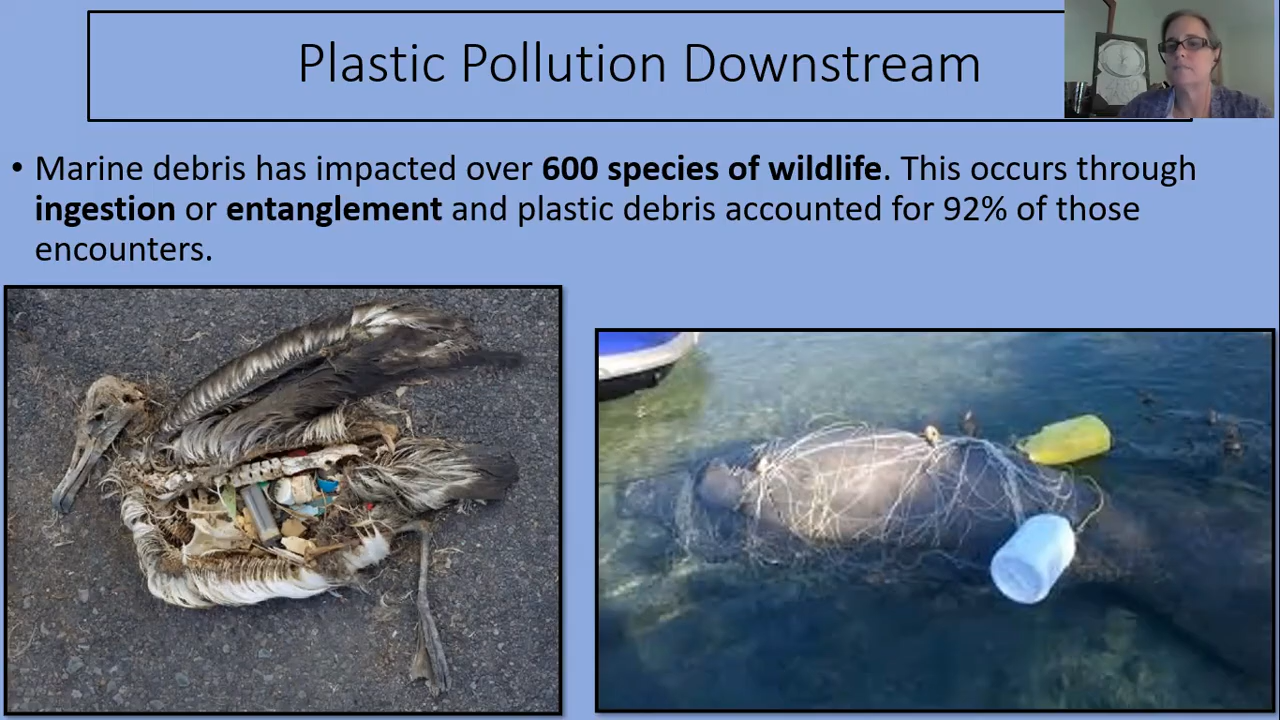 Plastic Pollution Downstream
• Marine debris has impacted over 600 species of wildlife. This occurs through
ingestion or entanglement and plastic debris accounted for 92% of those
encounters.